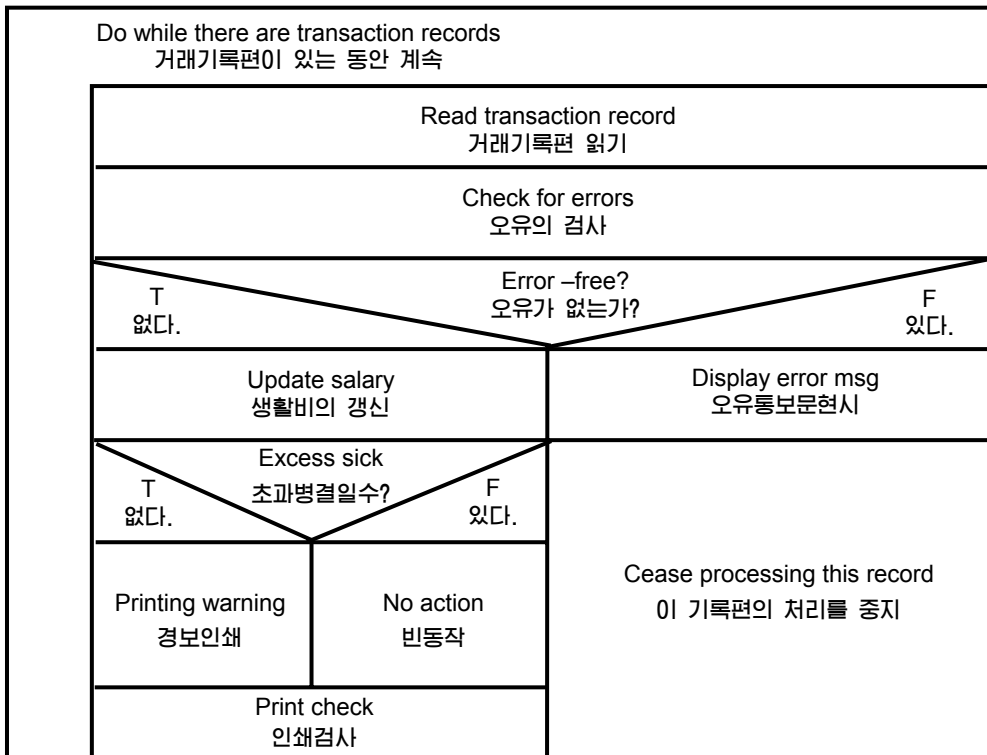 Do while there are transaction records
거래기록편이 있는 동안 계속
Read transaction record
거래기록편 읽기
Check for errors
오유의 검사
Error –free?
오유가 없는가?
T
없다.
F
있다.
Update salary
생활비의 갱신
Display error msg
오유통보문현시
Excess sick
초과병결일수?
T
없다.
F
있다.
Printing warning
경보인쇄
No action
빈동작
Cease processing this record
이 기록편의 처리를 중지
Print check
인쇄검사